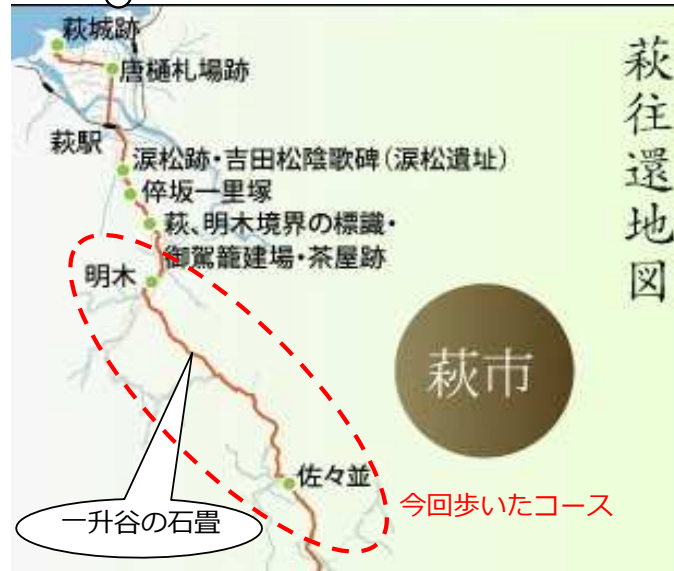 萩往還地図
萩城跡
唐樋札場跡
萩駅
涙松跡・吉田松陰歌碑（涙松遺址）
倅坂一里塚
萩、明木境界の標識・
御駕籠建場・茶屋跡
明木
萩市
佐々並
今回歩いたコース
一升谷の石畳